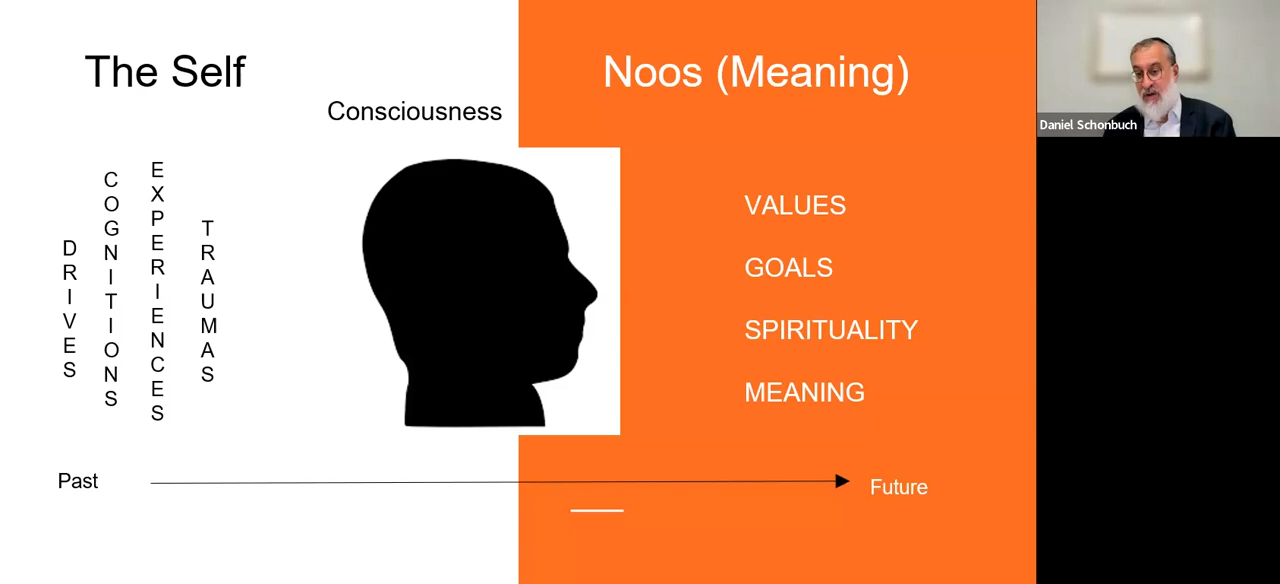 The Self
Noos (Meaning)
Consciousness
DRIVES
COGNITIONS
EXPERIENCES
TRAUMAS
VALUES
GOALS
SPIRITUALITY
MEANING
Past
Future
Daniel Schonbuch